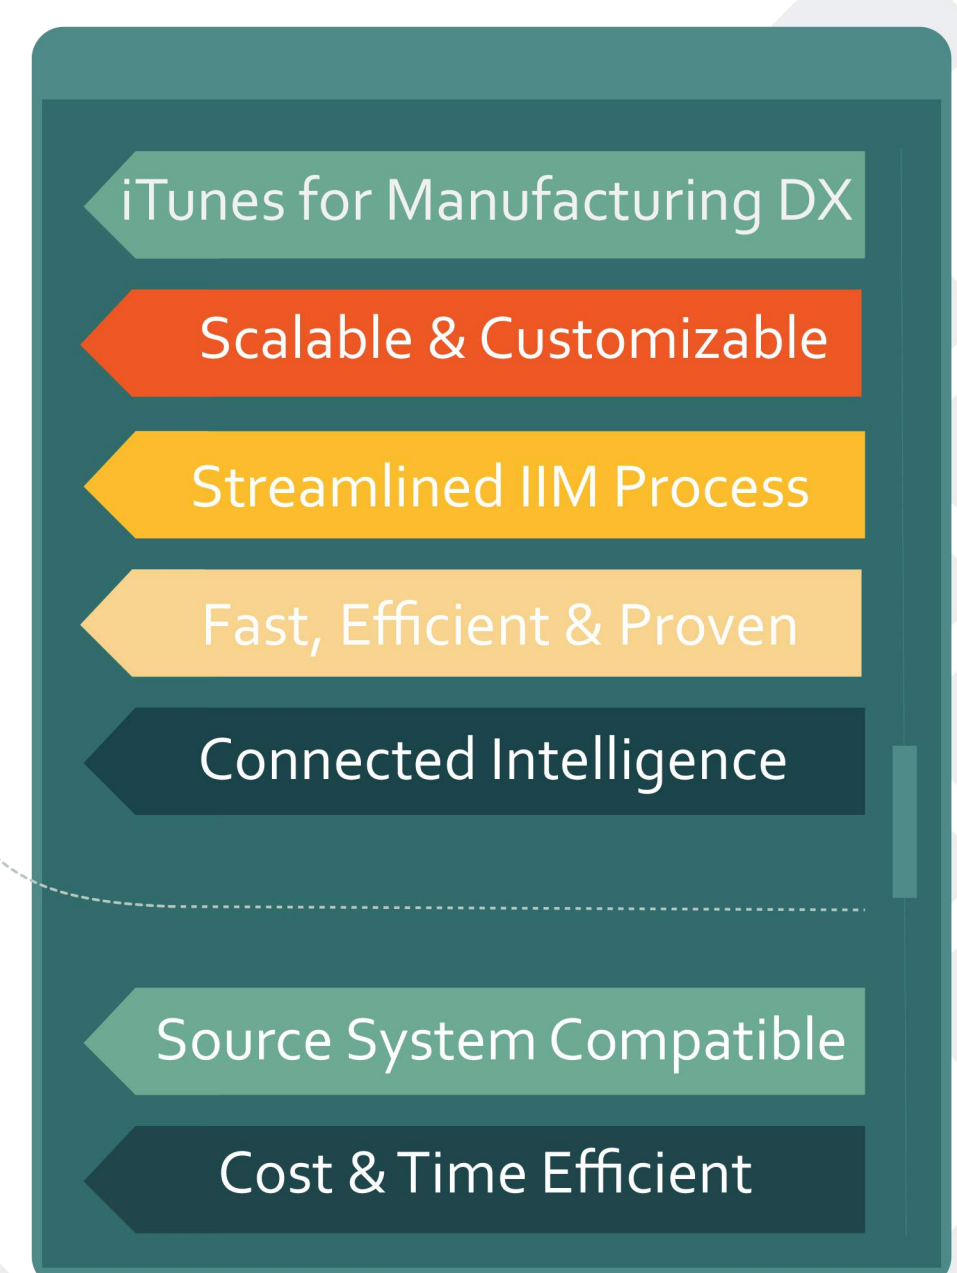 iTunes for Manufacturing DX
Scalable & Customizable
Streamlined IIM Process
Fast, Efficient & Proven
Connected Intelligence
Source System Compatible
Cost & Time Efficient